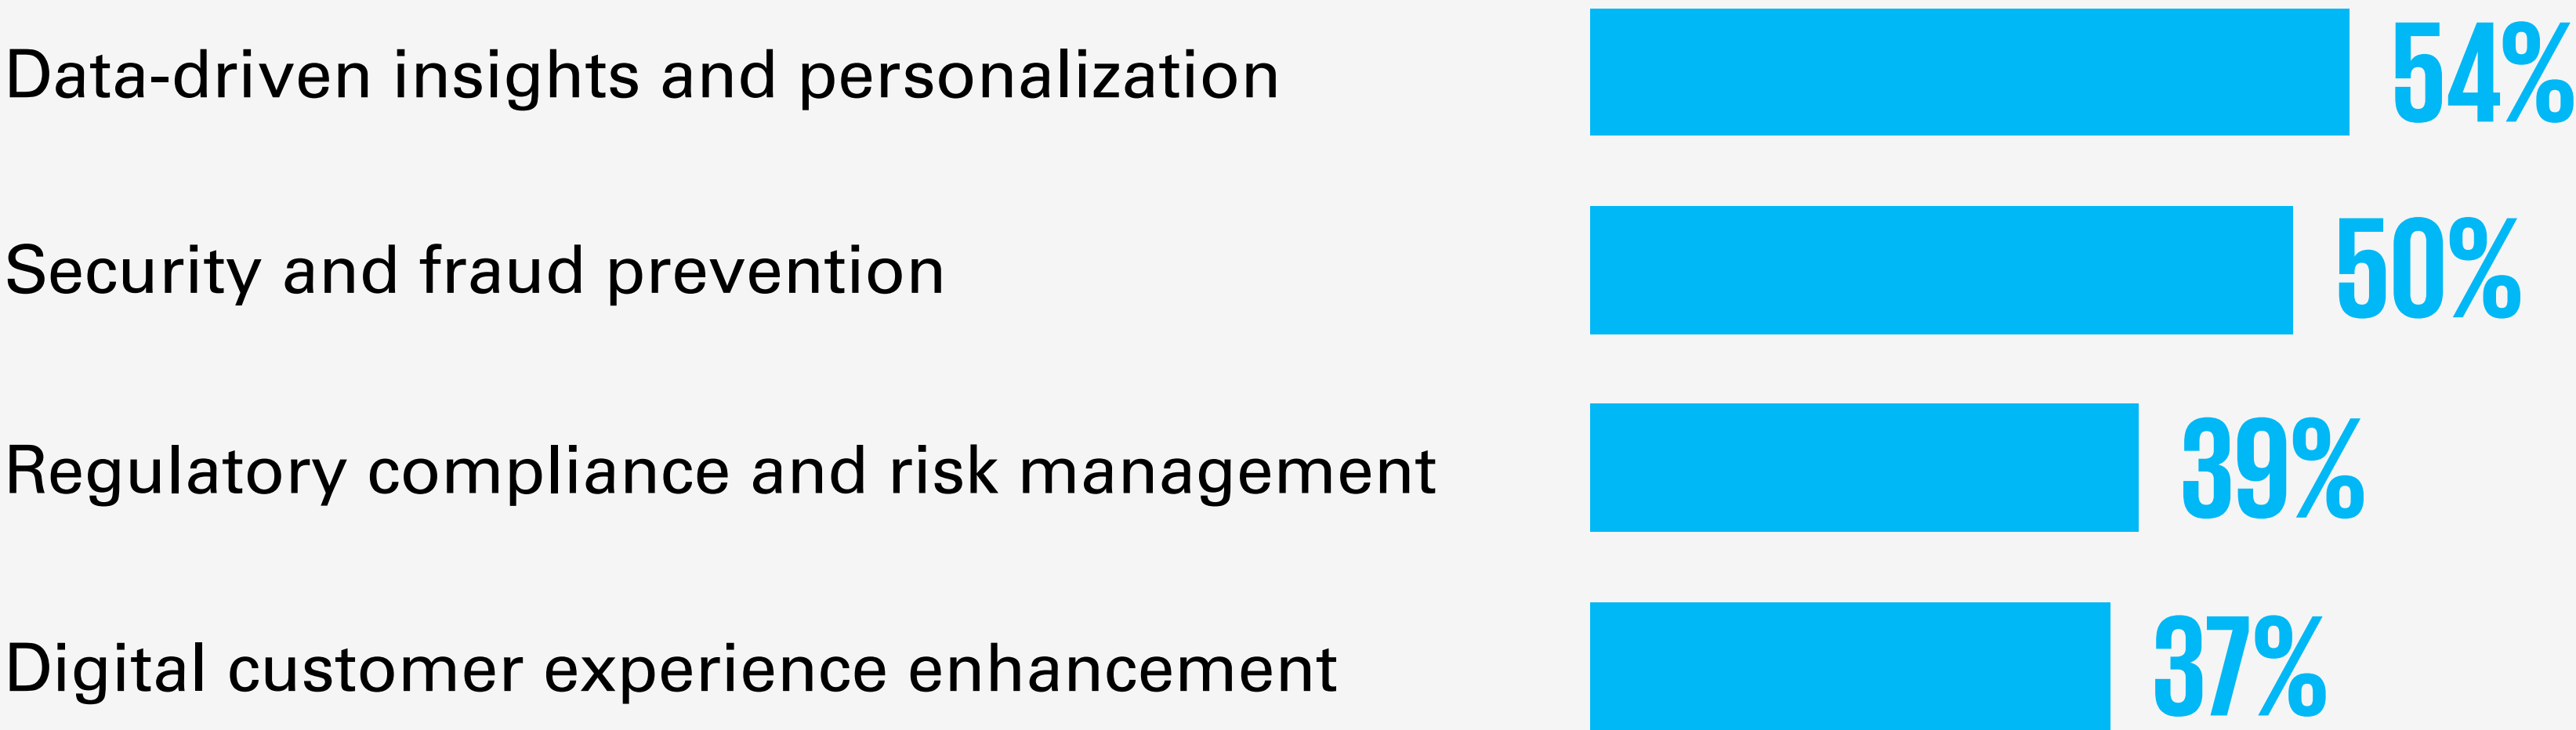 Data-driven insights and personalization 54%
Security and fraud prevention 50%
Regulatory compliance and risk management 39%
Digital customer experience enhancement 37%